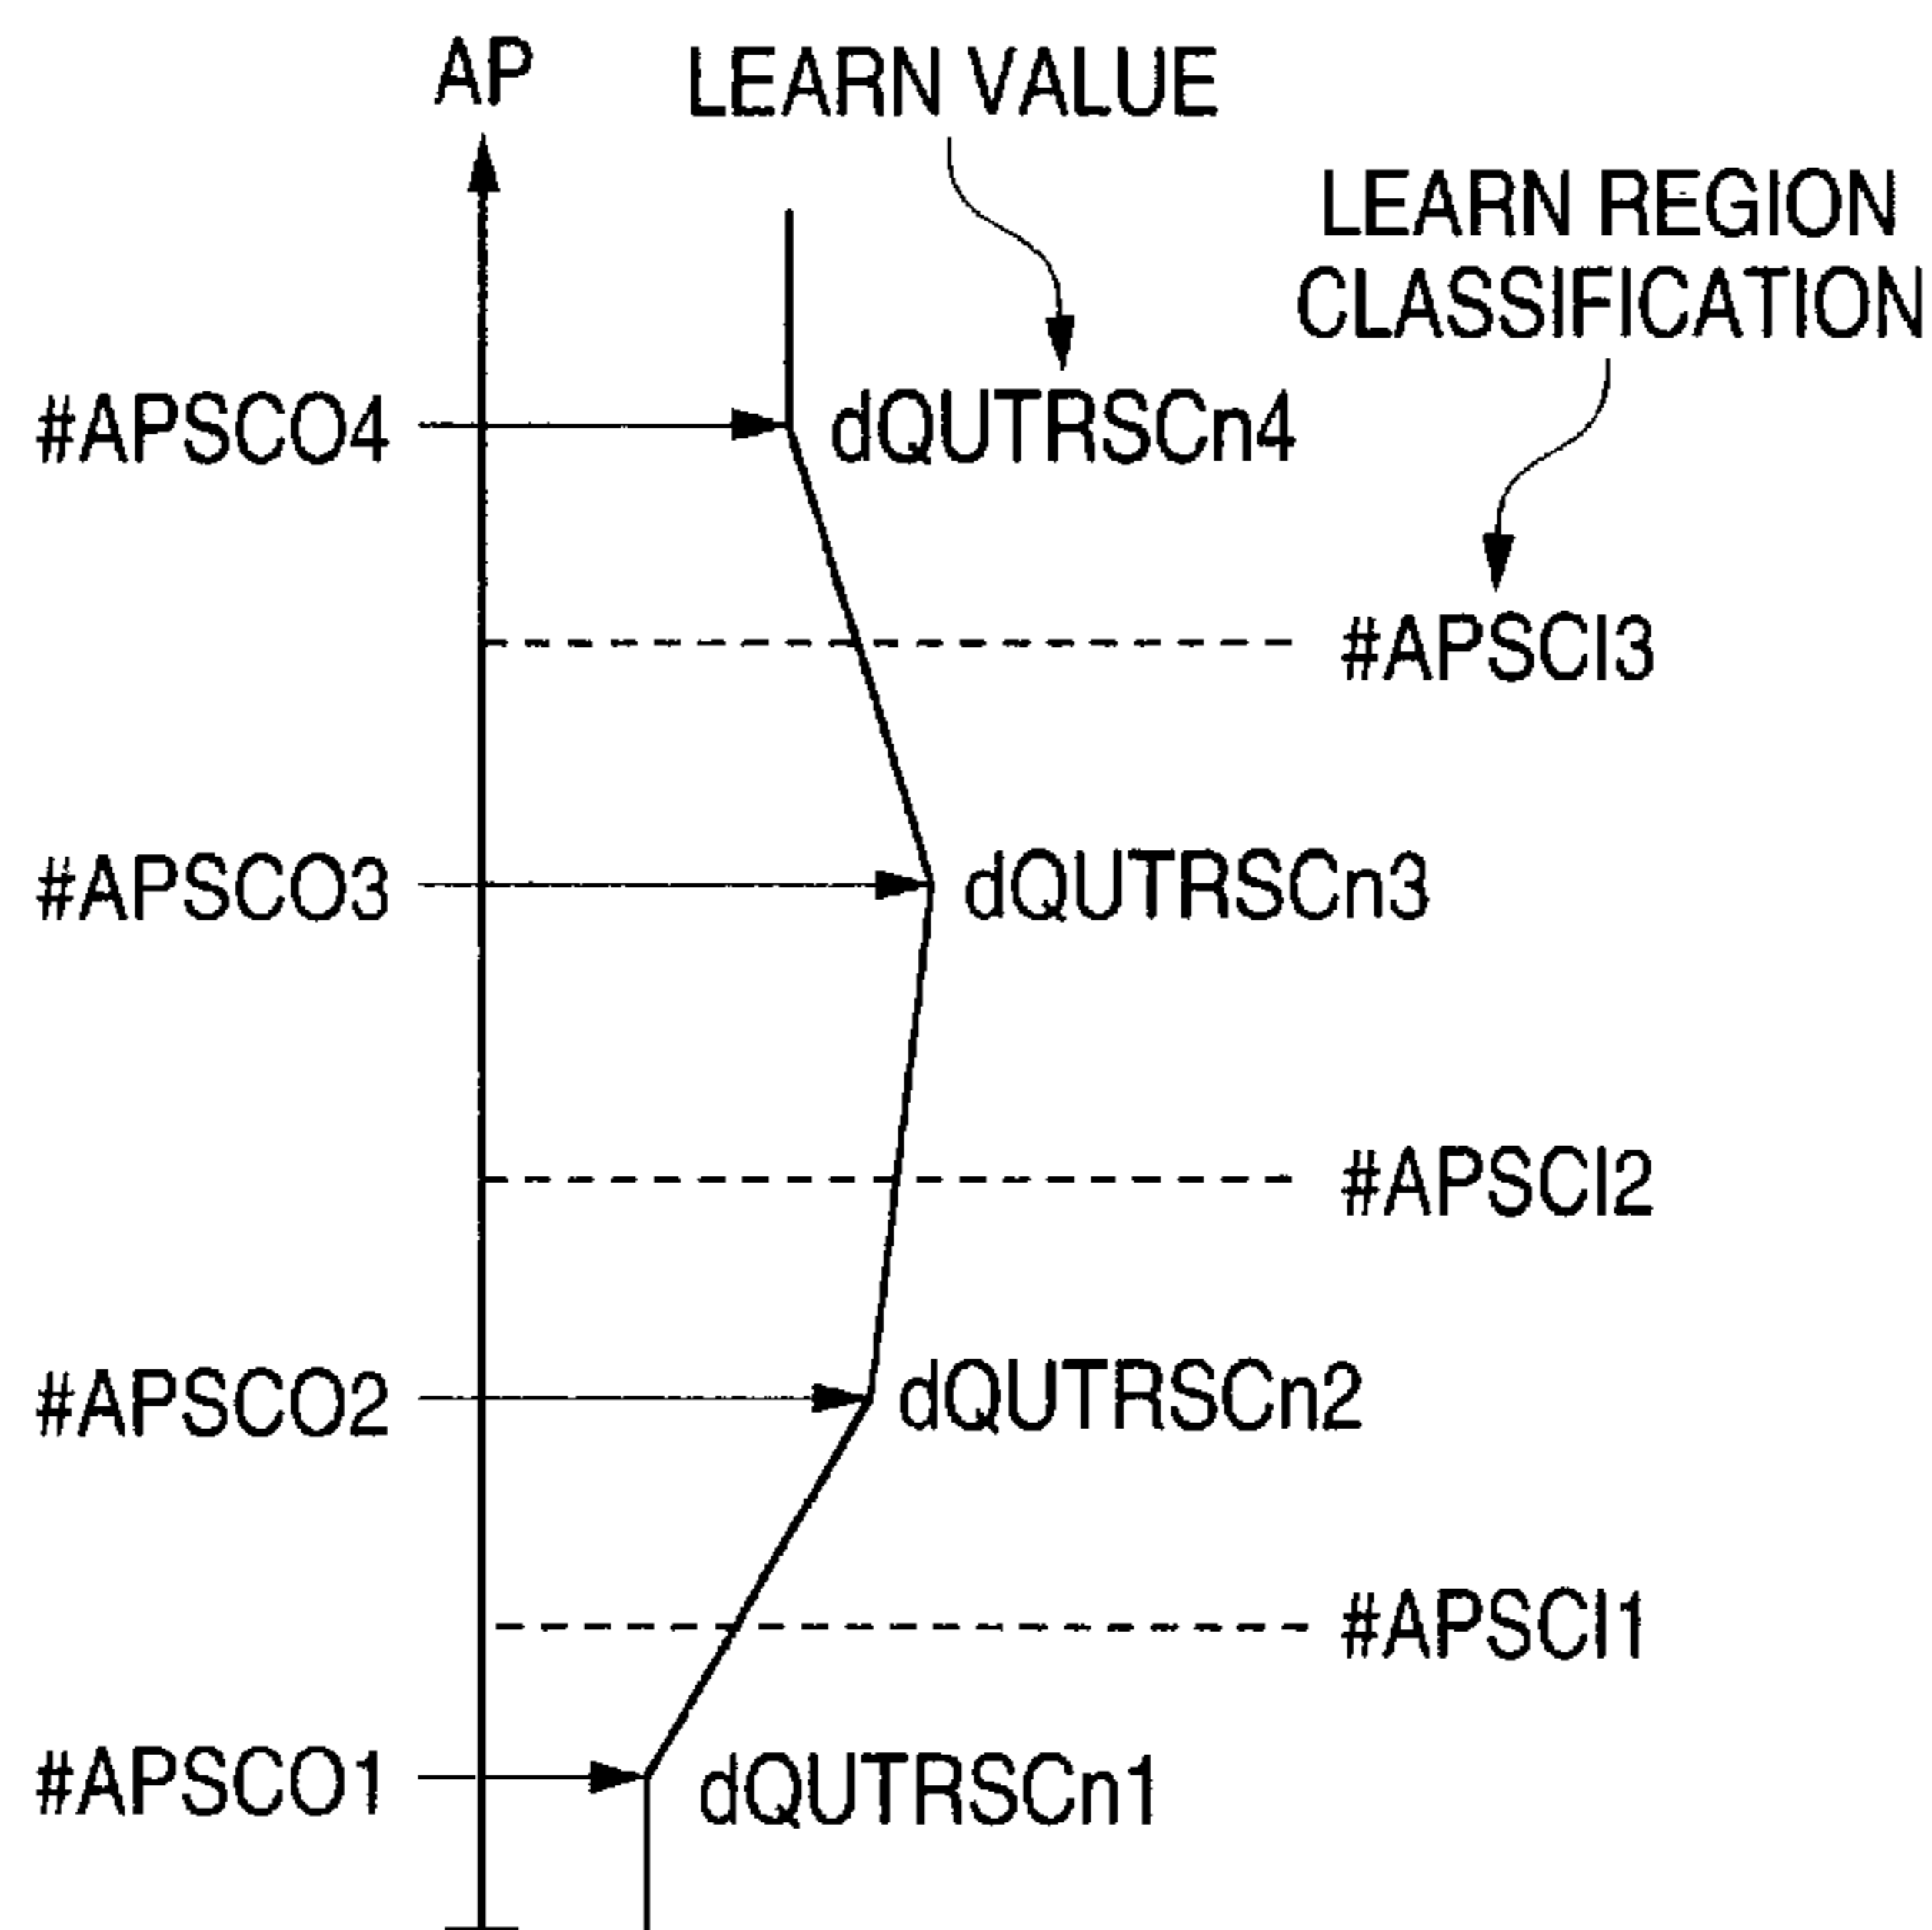 AP
LEARN VALUE
LEARN REGION
CLASSIFICATION
#APSCO4
dQUTRSCn4
#APSCI3
#APSCO3
dQUTRSCn3
#APSCI2
#APSCO2
dQUTRSCn2
#APSCI1
#APSCO1
dQUTRSCn1